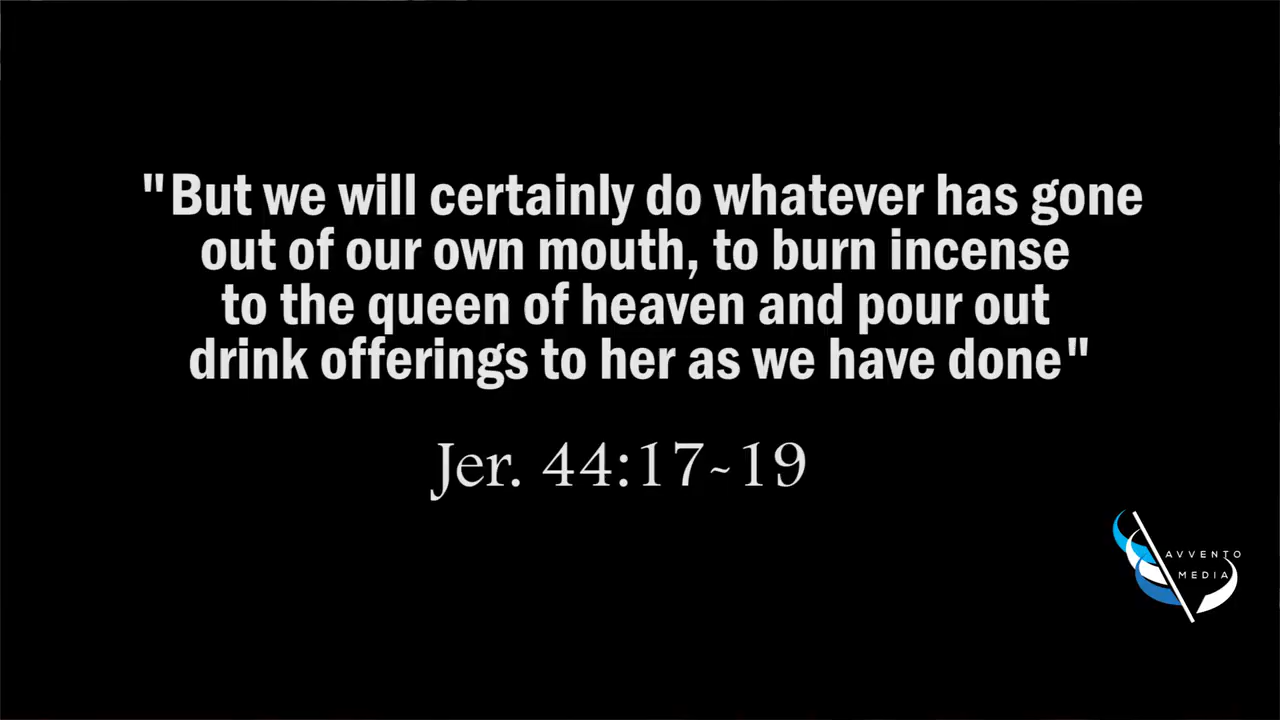 "But we will certainly do whatever has gone
out of our own mouth, to burn incense
to the queen of heaven and pour out
drink offerings to her as we have done"
Jer. 44:17~19
AVVENTO
MEDIA